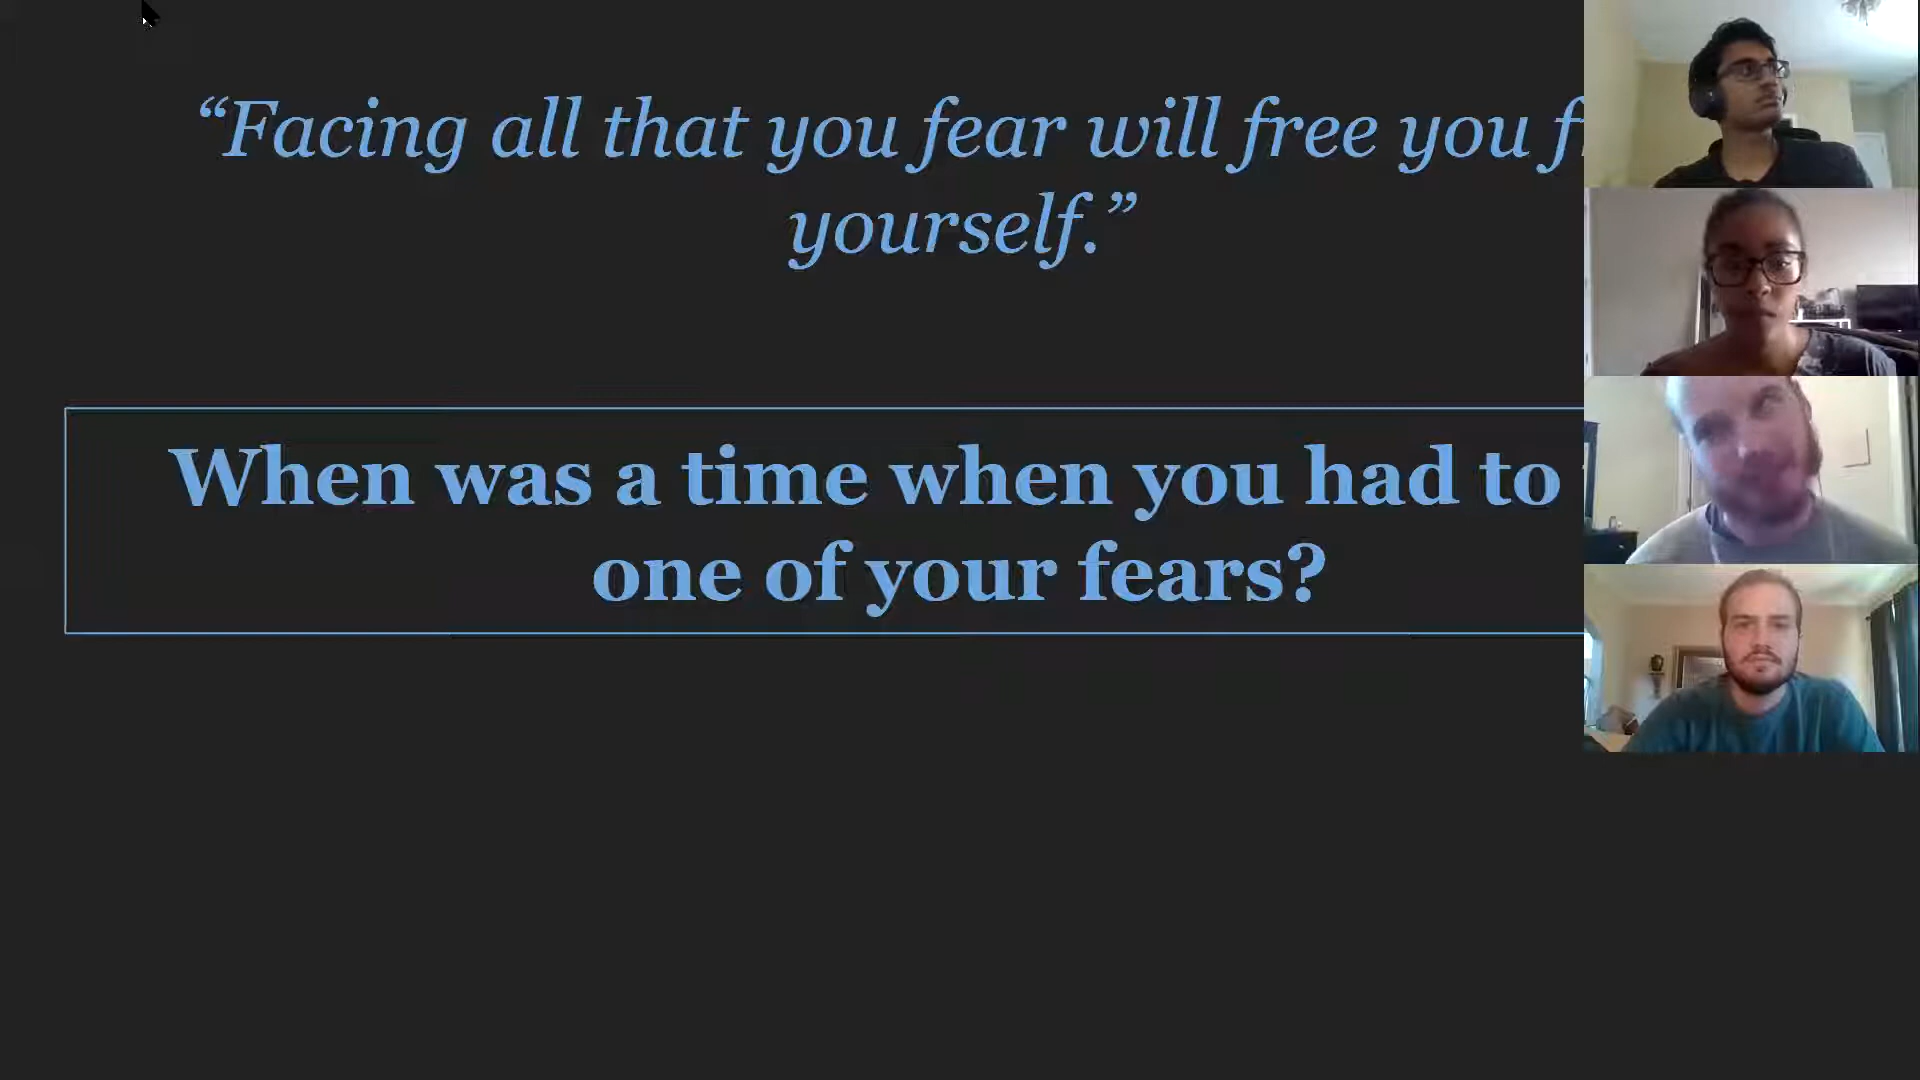 “Facing all that you fear will free you f
yourself.”
When was a time when you had to
one of your fears?